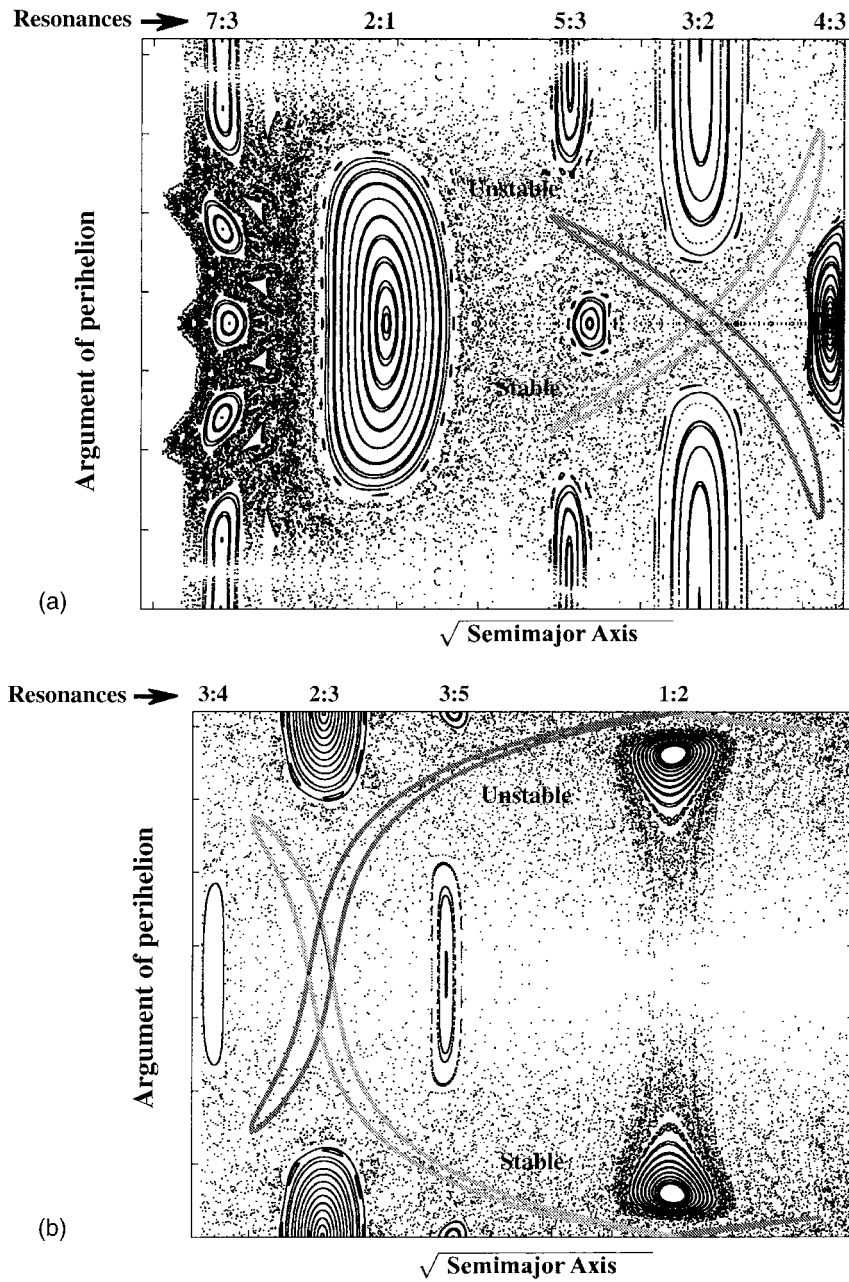 Resonances 7:3 2:1 5:3 3:2 4:3
Unstable
Argument of perihelion
Stable
(a)
√ Semimajor Axis
Resonances 3:4 2:3 3:5 1:2
Unstable
Argument of perihelion
Stable
(b)
√ Semimajor Axis